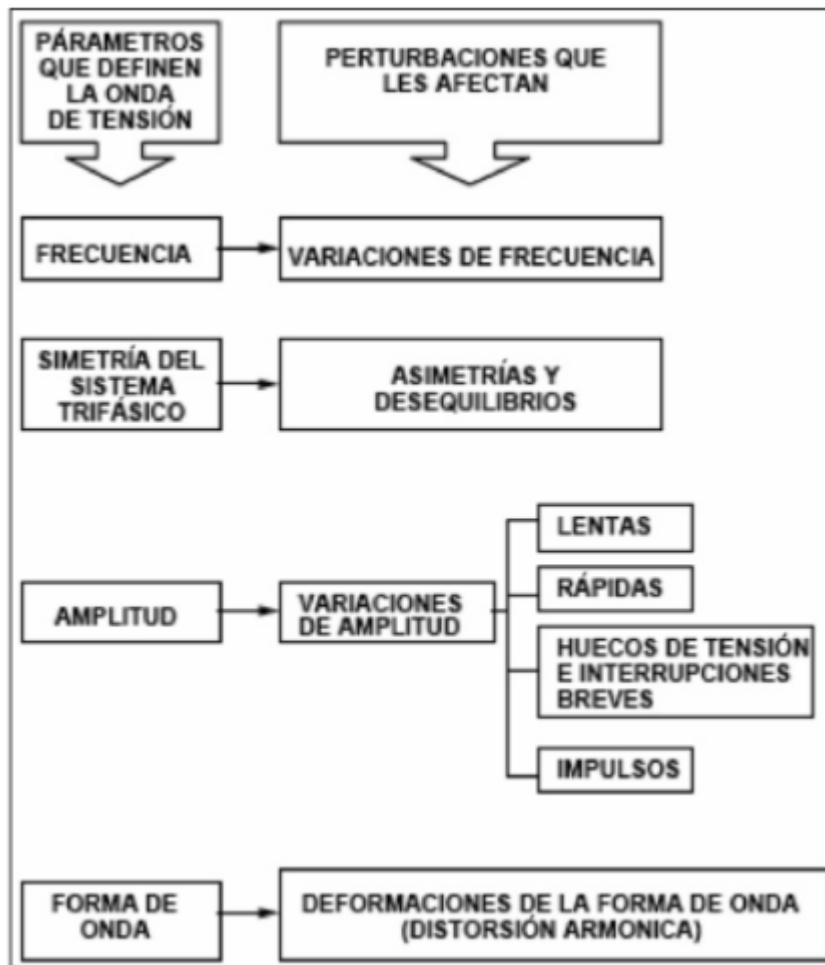 PÁRAMETROS
QUE DEFINEN
LA ONDA
DE TENSIÓN
PERTURBACIONES QUE
LES AFECTAN
FRECUENCIA
VARIACIONES DE FRECUENCIA
SIMETRÍA DEL
SISTEMA
TRIFÁSICO
ASIMETRÍAS Y
DESEQUILIBRIOS
AMPLITUD
VARIACIONES
DE AMPLITUD
LENTAS
RÁPIDAS
HUECOS DE TENSIÓN
E INTERRUPCIONES
BREVES
IMPULSOS
FORMA DE
ONDA
DEFORMACIONES DE LA FORMA DE ONDA
(DISTORSIÓN ARMONICA)